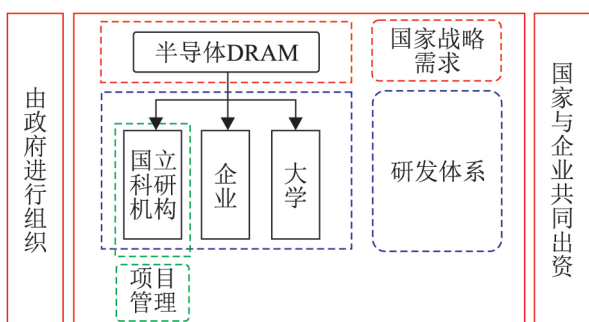 由政府进行组织
半导体DRAM
国家战略
需求
国立
科研
机构
企业
大学
研发体系
项目
管理
国家与企业共同出资